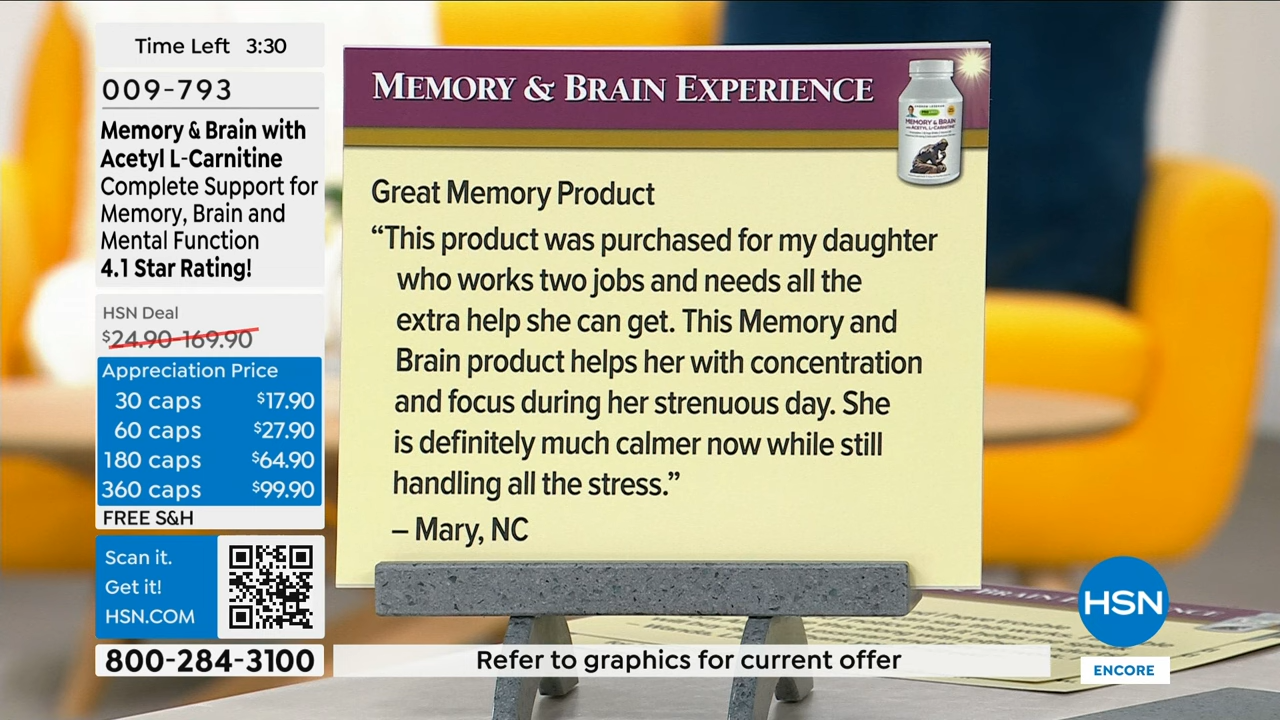 Time Left 3:30
009-793
Memory & Brain with
Acetyl L-Carnitine
Complete Support for
Memory, Brain and
Mental Function
4.1 Star Rating!
HSN Deal
$24.90-169.90
Appreciation Price
30 caps $17.90
60 caps $27.90
180 caps $64.90
360 caps $99.90
FREE S&H
Scan it.
Get it!
HSN.COM
800-284-3100
MEMORY & BRAIN EXPERIENCE
MEMORY & BRAIN
ACETYL L-CARNITINE
Great Memory Product
“This product was purchased for my daughter
who works two jobs and needs all the
extra help she can get. This Memory and
Brain product helps her with concentration
and focus during her strenuous day. She
is definitely much calmer now while still
handling all the stress.”
– Mary, NC
Refer to graphics for current offer
HSN
ENCORE